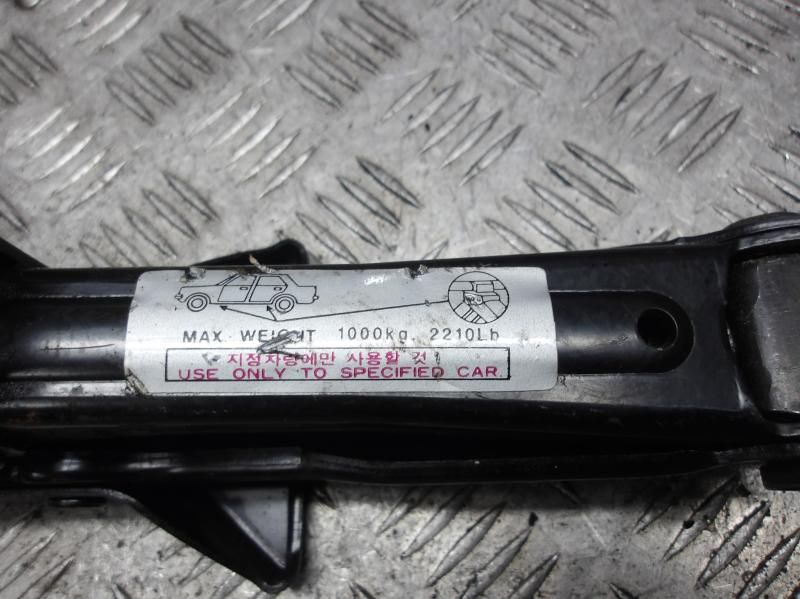 MAX. WEIGHT 1000kg. 2210Lb
지정차량에만 사용할 것!
USE ONLY TO SPECIFIED CAR.